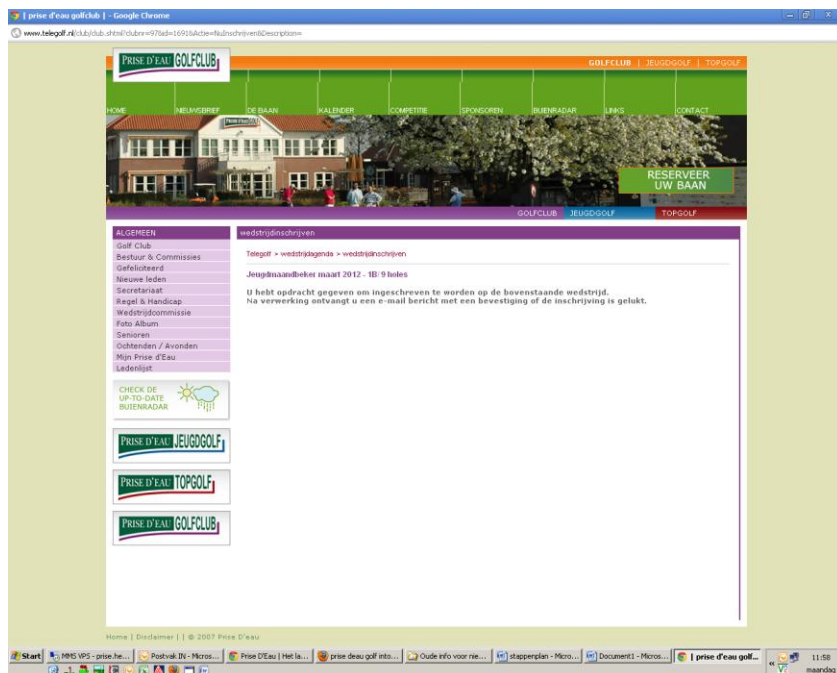 | prise d'eau golfclub | - Google Chrome
www.telegolf.nl/club/club.shtml?clubnr=97&id=1691&Actie=NuInschrijven&Description=
PRISE D'EAU GOLFCLUB
GOLFCLUB | JEUGDGOLF | TOPGOLF
HOME NIEUWSBRIEF DE BAAN KALENDER COMPETITIE SPONSOREN BUIENRADAR LINKS CONTACT
RESERVEER
UW BAAN
GOLFCLUB JEUGDGOLF TOPGOLF
ALGEMEEN
Golf Club
Bestuur & Commissies
Gefeliciteerd
Nieuwe leden
Secretariaat
Regel & Handicap
Wedstrijdcommissie
Foto Album
Senioren
Ochtenden / Avonden
Mijn Prise d'Eau
Ledenlijst
wedstrijdinschrijven
Telegolf > wedstrijdagenda > wedstrijdinschrijven
Jeugdmaandbeker maart 2012 - 1B/ 9 holes
U hebt opdracht gegeven om ingeschreven te worden op de bovenstaande wedstrijd.
Na verwerking ontvangt u een e-mail bericht met een bevestiging of de inschrijving is gelukt.
CHECK DE
UP-TO-DATE
BUIENRADAR
PRISE D'EAU JEUGDGOLF
PRISE D'EAU TOPGOLF
PRISE D'EAU GOLFCLUB
Home | Disclaimer | | © 2007 Prise D'eau
Start MMS VPS - prise.he... Postvak IN - Micros... Prise D'Eau | Het la... prise deau golf into... Oude info voor nie... stappenplan - Micro... Document1 - Micros... | prise d'eau golf... « 11:58
maandag